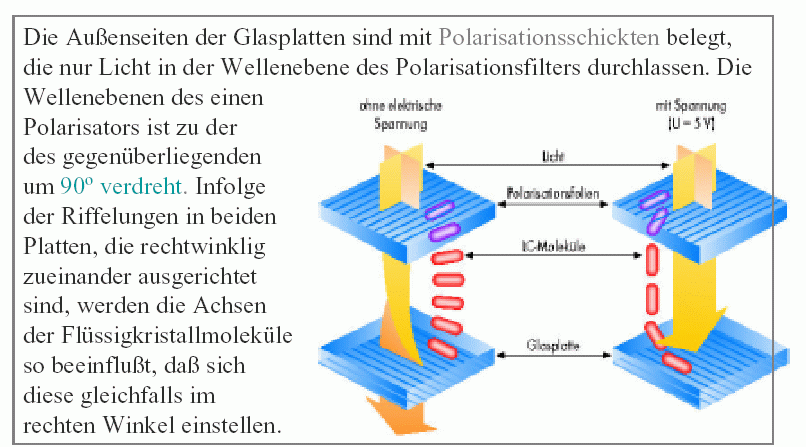 Die Außenseiten der Glasplatten sind mit Polarisationsschickten belegt,
die nur Licht in der Wellenebene des Polarisationsfilters durchlassen. Die
Wellenebenen des einen
Polarisators ist zu der
des gegenüberliegenden
um 90º verdreht. Infolge
der Riffelungen in beiden
Platten, die rechtwinklig
zueinander ausgerichtet
sind, werden die Achsen
der Flüssigkristallmoleküle
so beeinflußt, daß sich
diese gleichfalls im
rechten Winkel einstellen.
ohne elektrische
Spannung
mit Spannung
(U = 5 V)
Licht
Polarisationsfolien
LC-Moleküle
Glasplatte